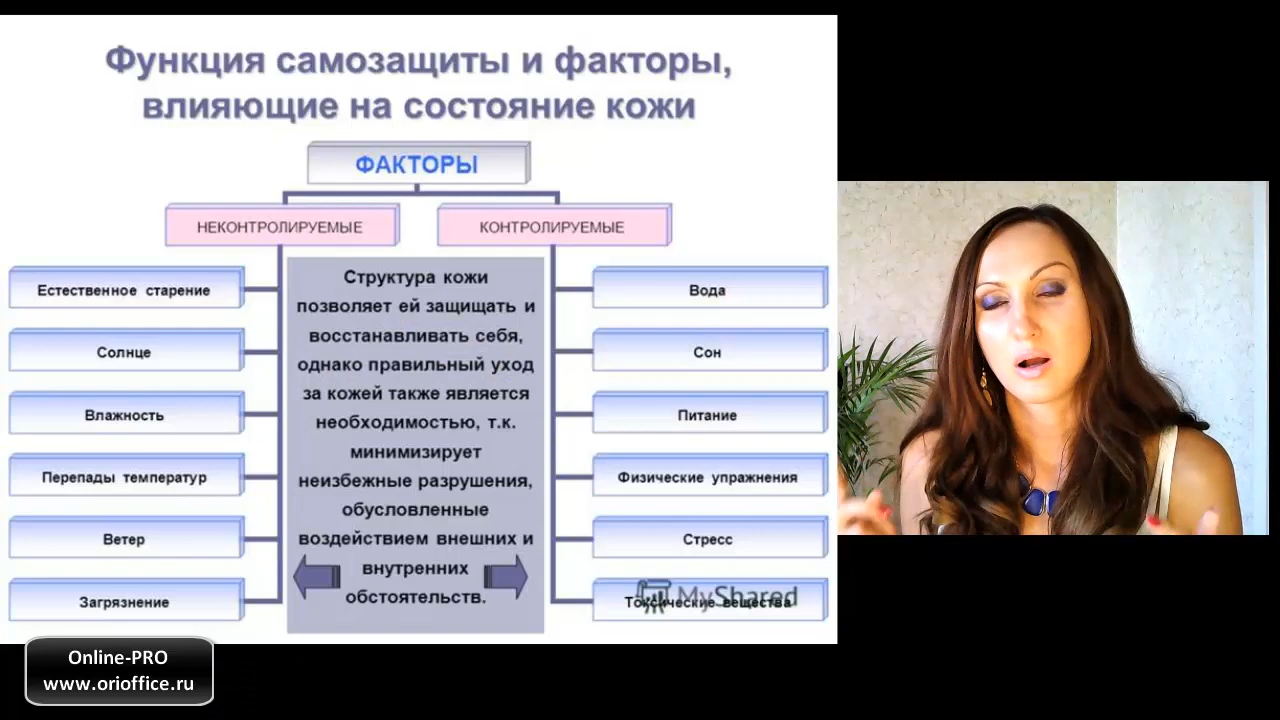 Функция самозащиты и факторы,
влияющие на состояние кожи
ФАКТОРЫ
НЕКОНТРОЛИРУЕМЫЕ
КОНТРОЛИРУЕМЫЕ
Естественное старение
Солнце
Влажность
Перепады температур
Ветер
Загрязнение
Структура кожи
позволяет ей защищать и
восстанавливать себя,
однако правильный уход
за кожей также является
необходимостью, т.к.
минимизирует
неизбежные разрушения,
обусловленные
воздействием внешних и
внутренних
обстоятельств.
Вода
Сон
Питание
Физические упражнения
Стресс
Токсические вещества
MyShared
Online-PRO
www.orioffice.ru